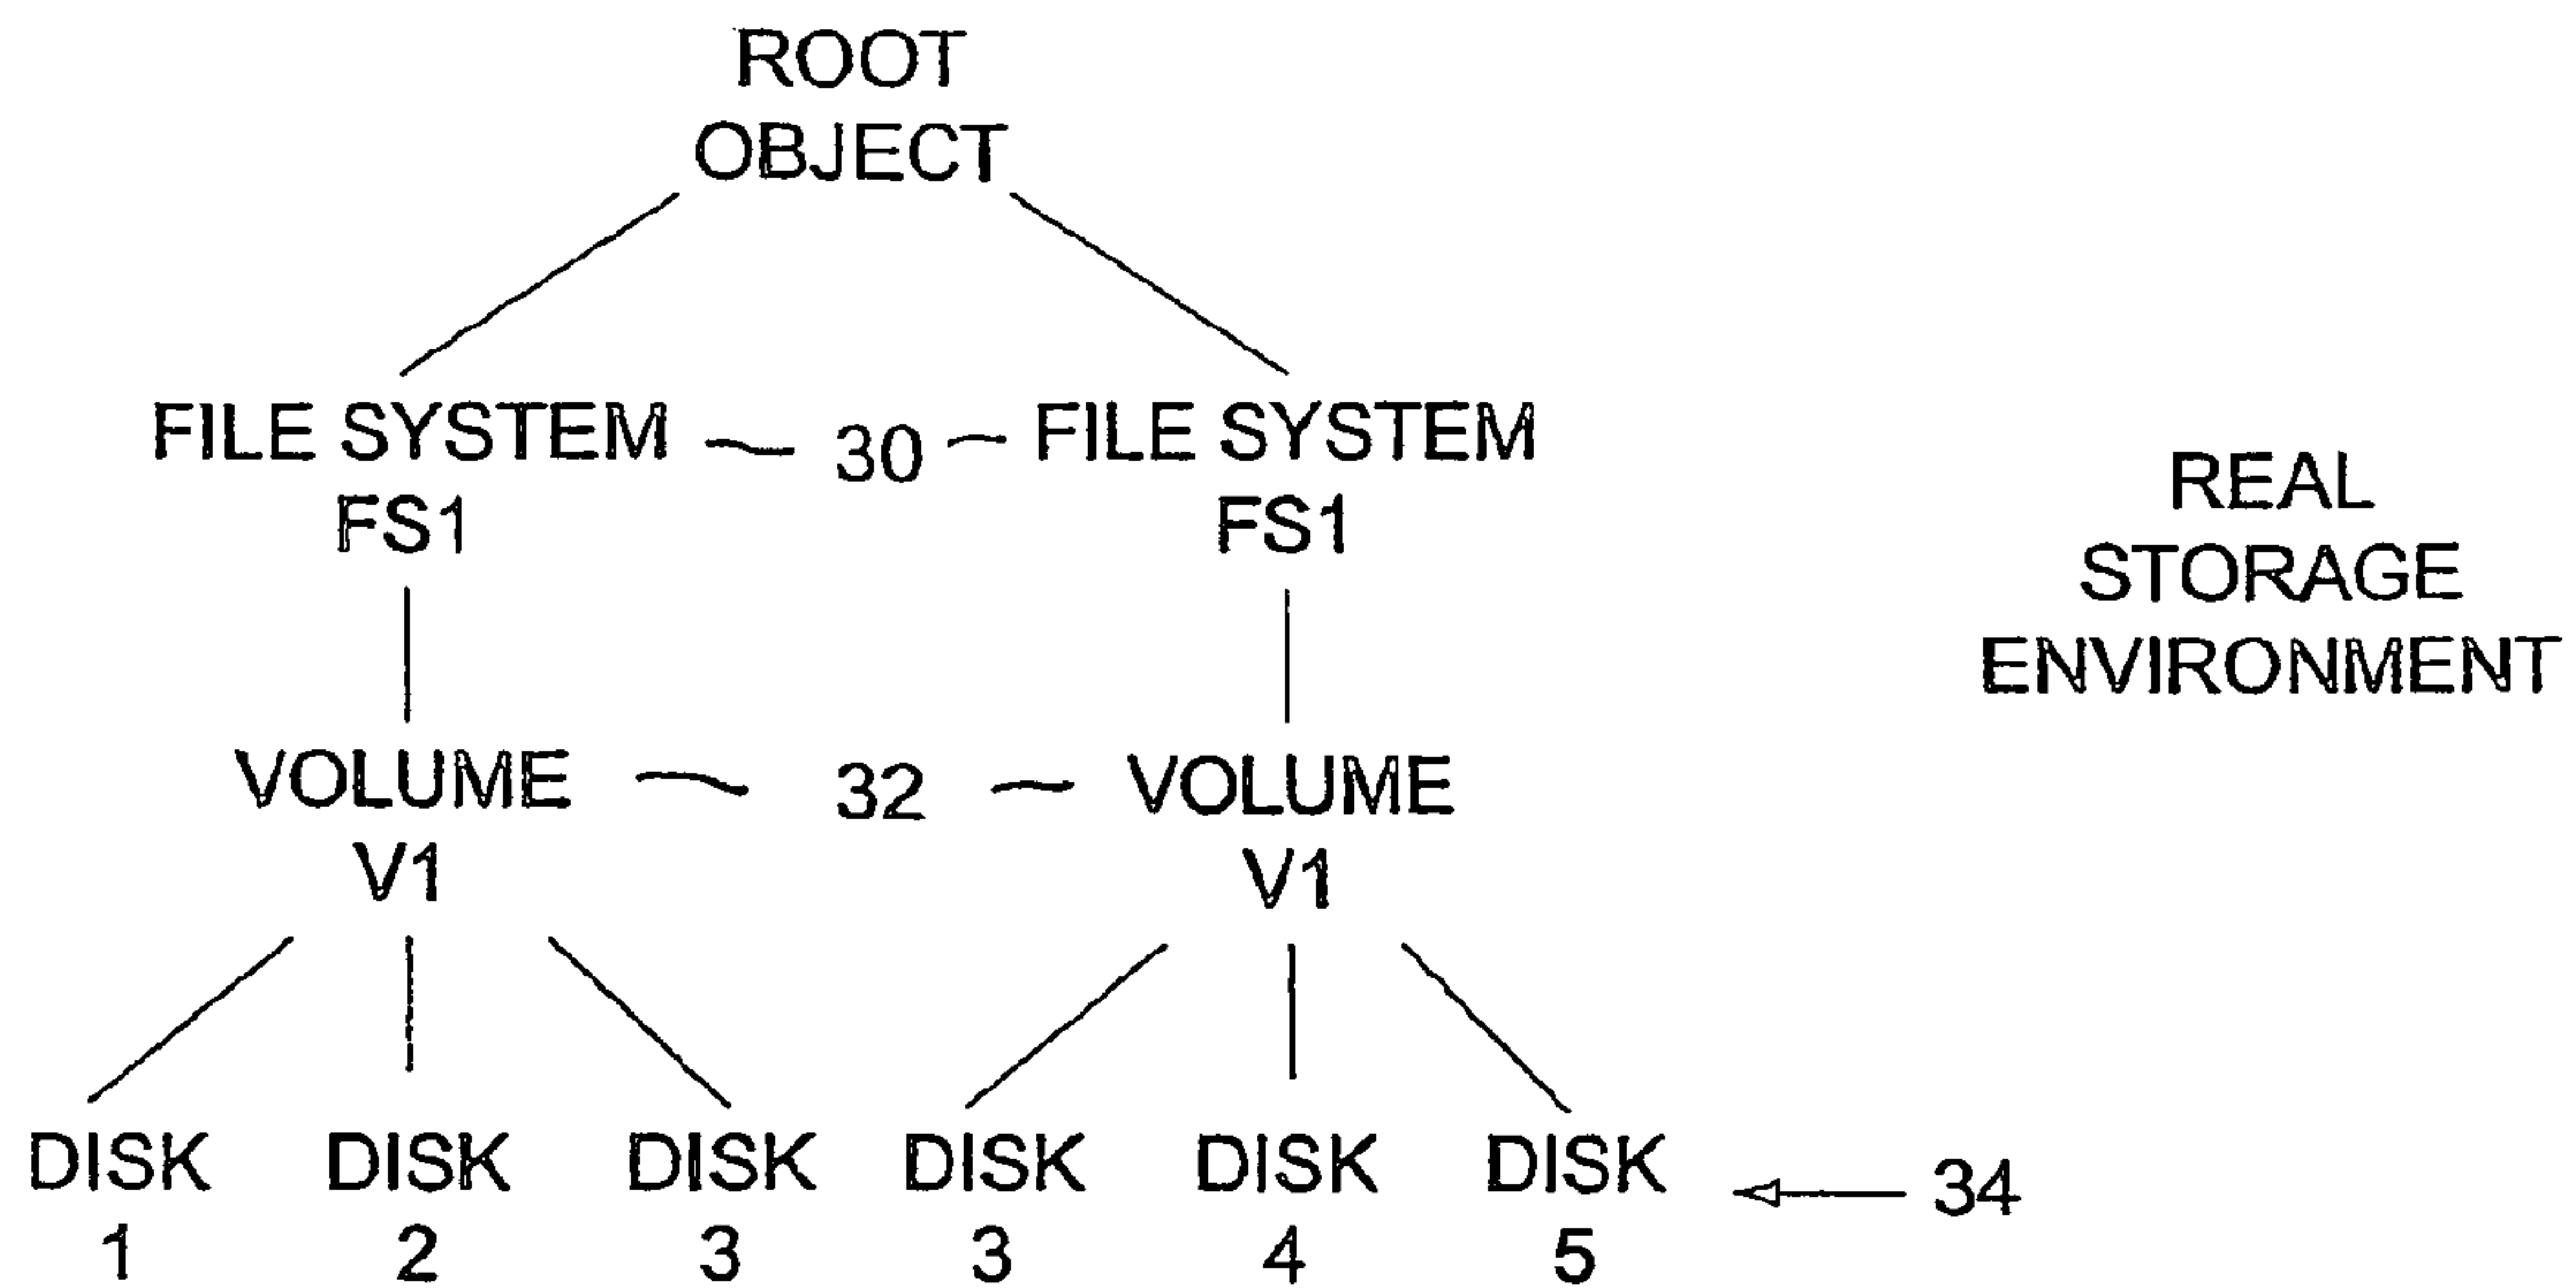 ROOT
OBJECT
FILE SYSTEM 30 FILE SYSTEM
FS1 FS1
REAL
STORAGE
ENVIRONMENT
VOLUME 32 VOLUME
V1 V1
DISK DISK DISK DISK DISK DISK 34
1 2 3 3 4 5